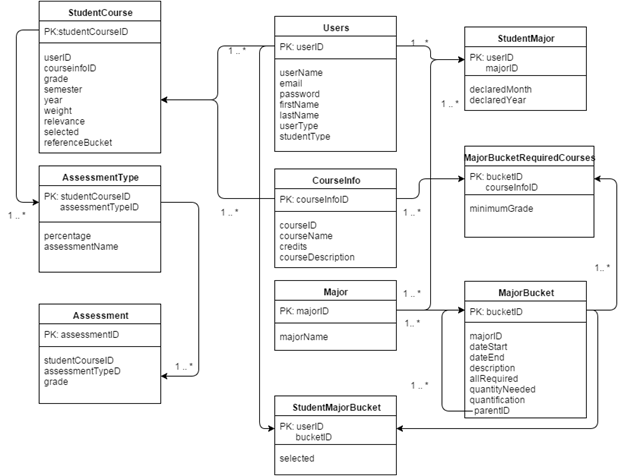 StudentCourse
PK:studentCourseID
userID
courseinfoID
grade
semester
year
weight
relevance
selected
referenceBucket
AssessmentType
PK: studentCourseID
assessmentTypeID
percentage
assessmentName
Assessment
PK: assessmentID
studentCourseID
assessmentTypeD
grade
Users
PK: userID
userName
email
password
firstName
lastName
userType
studentType
CourseInfo
PK: courseInfoID
courseID
courseName
credits
courseDescription
Major
PK: majorID
majorName
StudentMajorBucket
PK: userID
bucketID
selected
StudentMajor
PK: userID
majorID
declaredMonth
declaredYear
MajorBucketRequiredCourses
PK: bucketID
courseInfoID
minimumGrade
MajorBucket
PK: bucketID
majorID
dateStart
dateEnd
description
allRequired
quantityNeeded
quantification
parentID
1 .. *
1 .. *
1 .. *
1 .. *
1 .. *
1 .. *
1 .. *
1 .. *
1 .. *
1 .. *
1 .. *